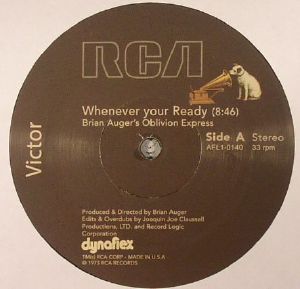 RCA
Whenever your Ready (8:46)
Brian Auger's Oblivion Express
Side A Stereo
AFL1-0140 33 rpm
Victor
Produced & Directed by Brian Auger
Edits & Overdubs by Joaquin Joe Claussell
Productions, LTD. and Record Logic
Corporation
dynaflex
TM(s) RCA CORP - MADE IN U.S.A
© 1973 RCA RECORDS